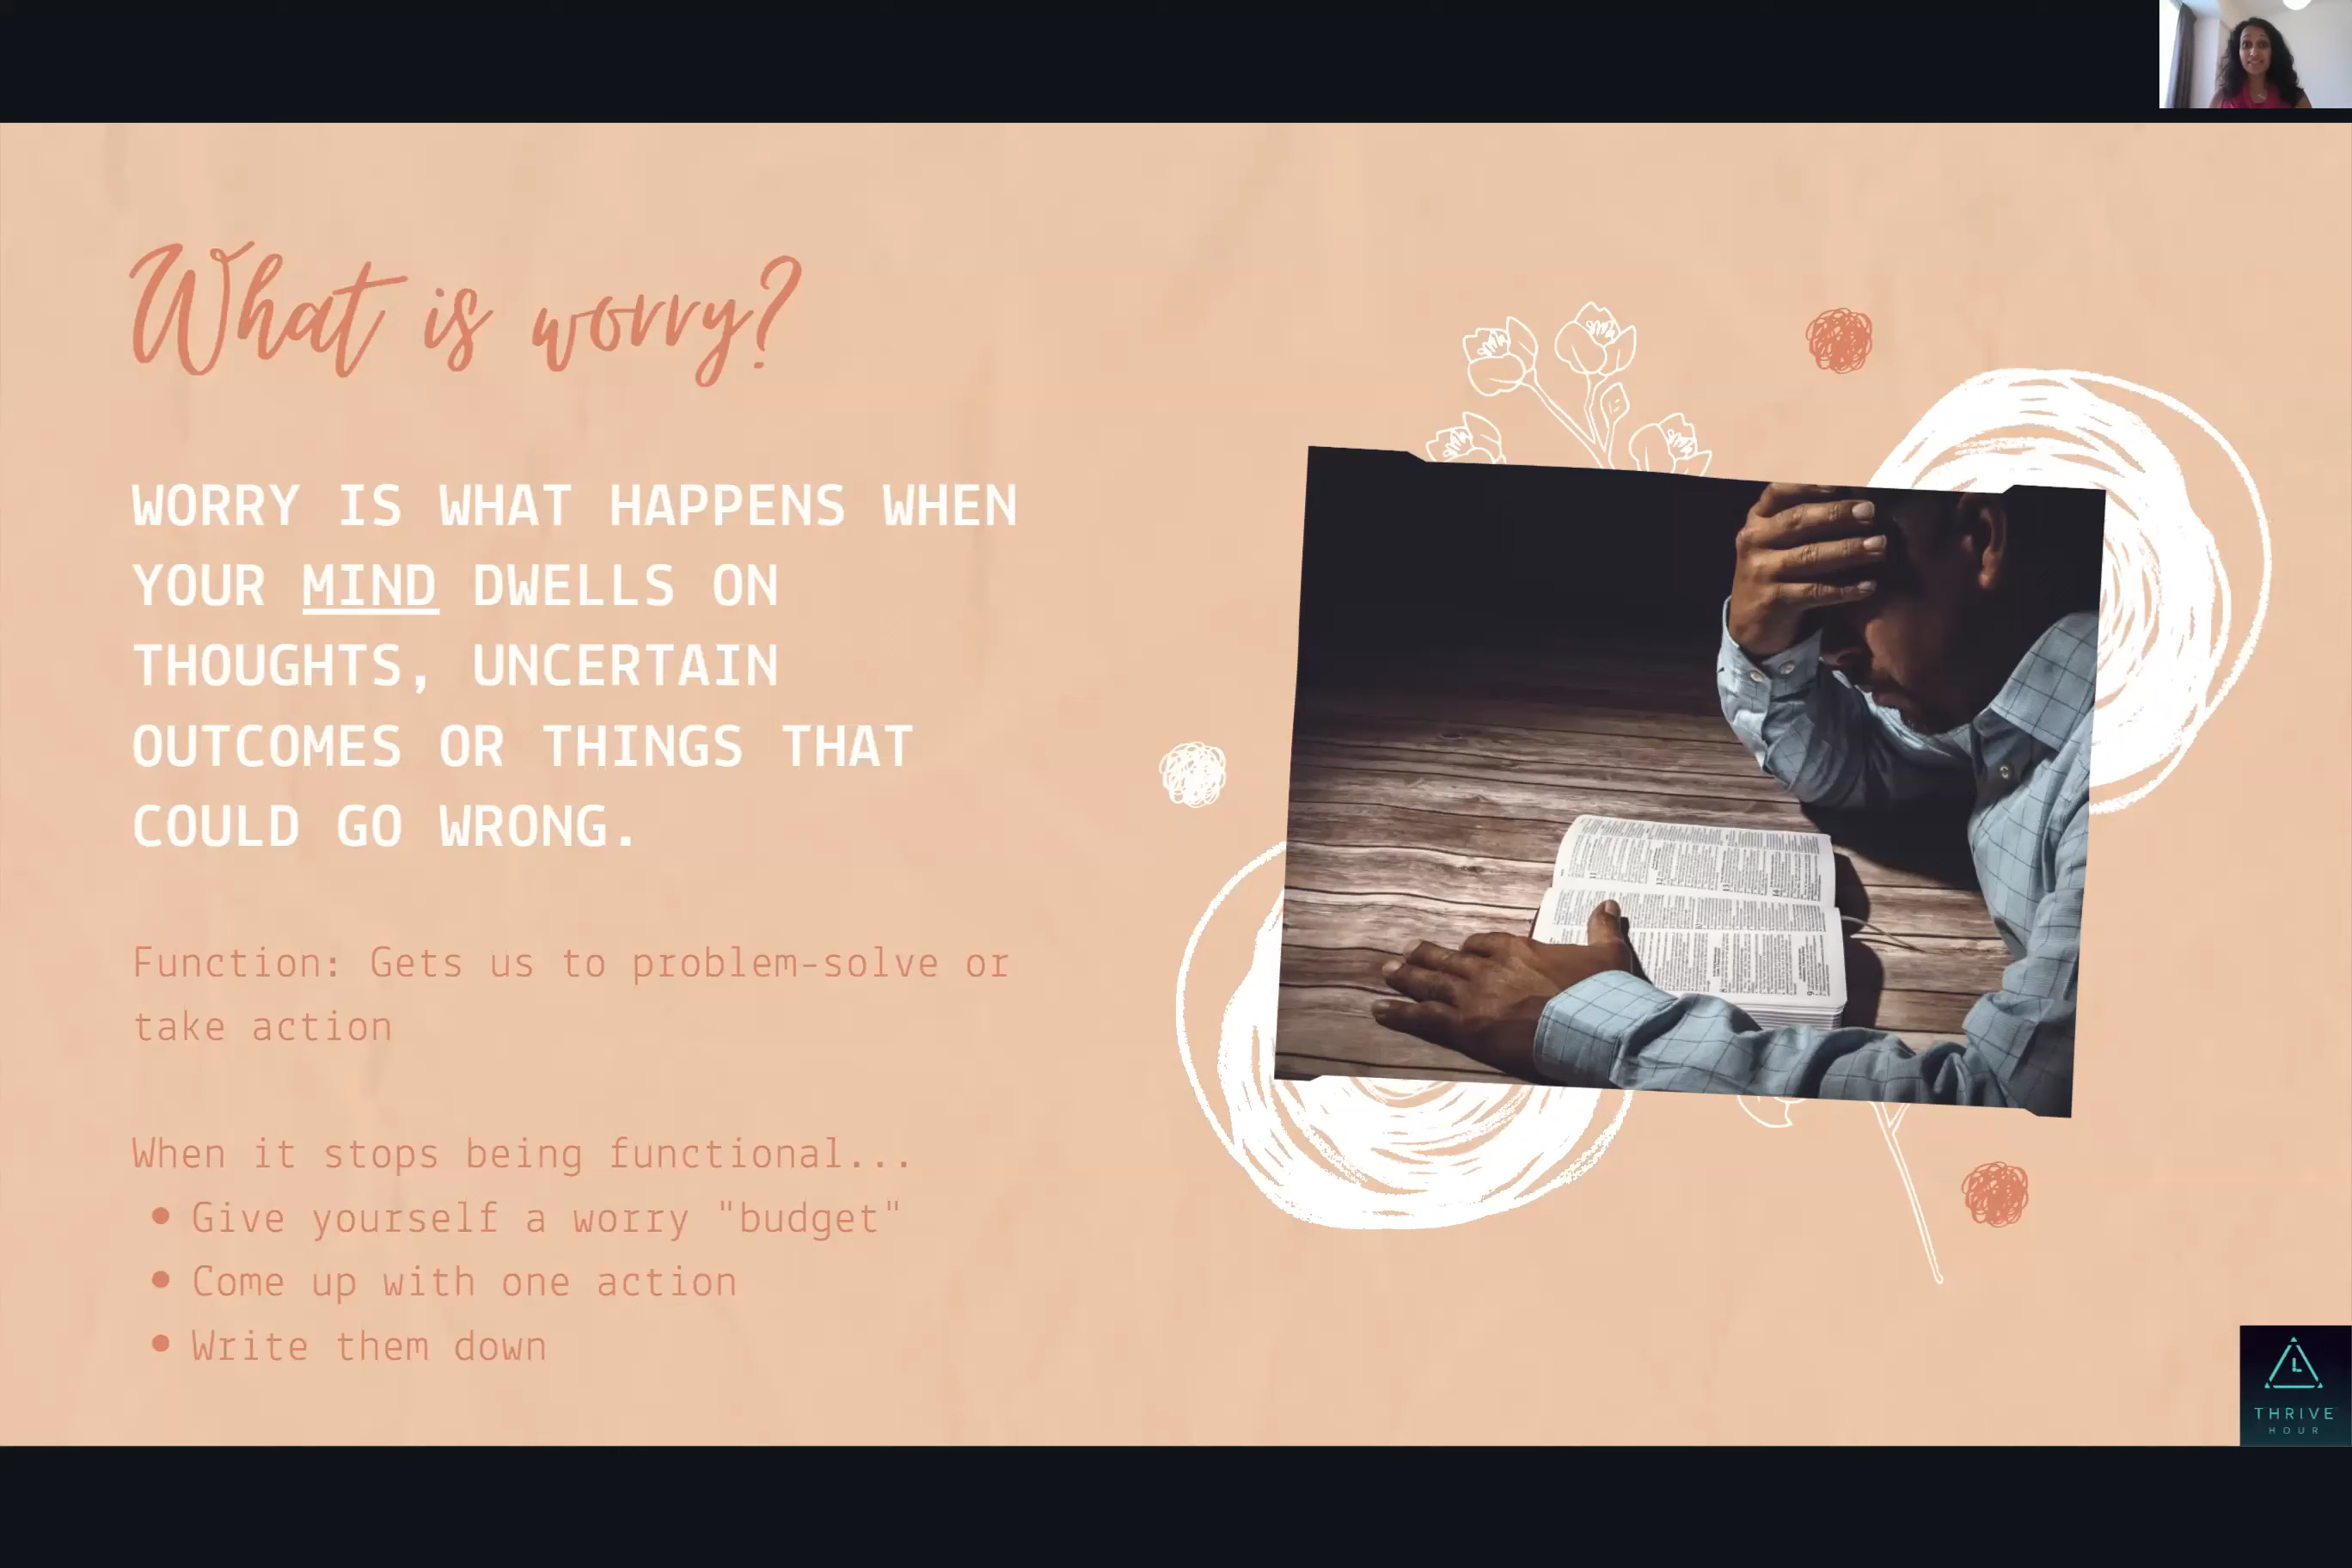 What is worry?
WORRY IS WHAT HAPPENS WHEN
YOUR MIND DWELLS ON
THOUGHTS, UNCERTAIN
OUTCOMES OR THINGS THAT
COULD GO WRONG.
Function: Gets us to problem-solve or
take action
When it stops being functional...
• Give yourself a worry "budget"
• Come up with one action
• Write them down
THRIVE
HOUR